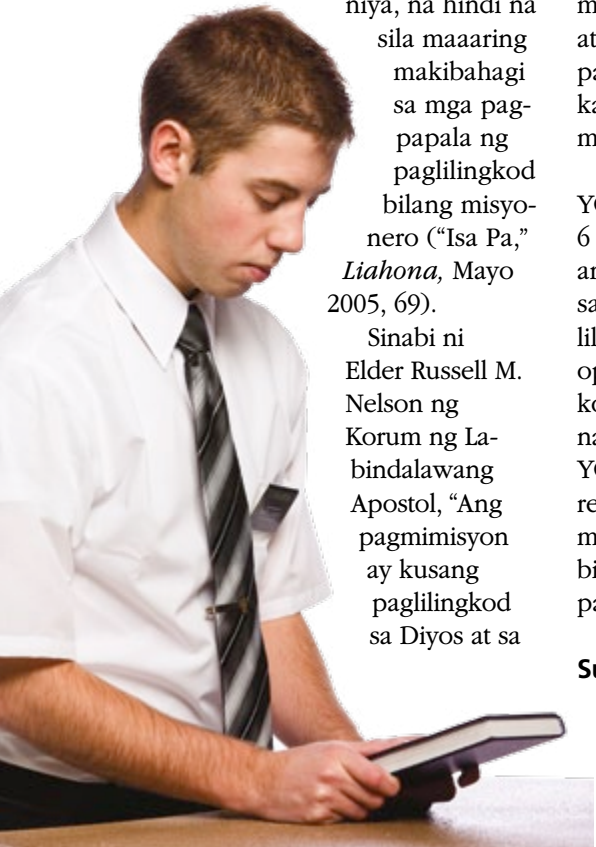 niya, na hindi na
sila maaaring
makibahagi
sa mga pag-
papala ng
paglilingkod
bilang misyo-
nero (“Isa Pa,”
Liahona, Mayo
2005, 69).
Sinabi ni
Elder Russell M.
Nelson ng
Korum ng La-
bindalawang
Apostol, “Ang
pagmimisyon
ay kusang
paglilingkod
sa Diyos at sa